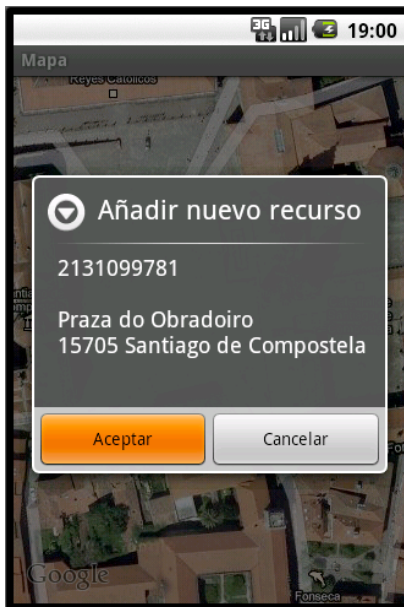 3G 19:00
Mapa
Reyes Católicos
Añadir nuevo recurso
2131099781
Praza do Obradoiro
15705 Santiago de Compostela
Aceptar
Cancelar
Google
Fonseca